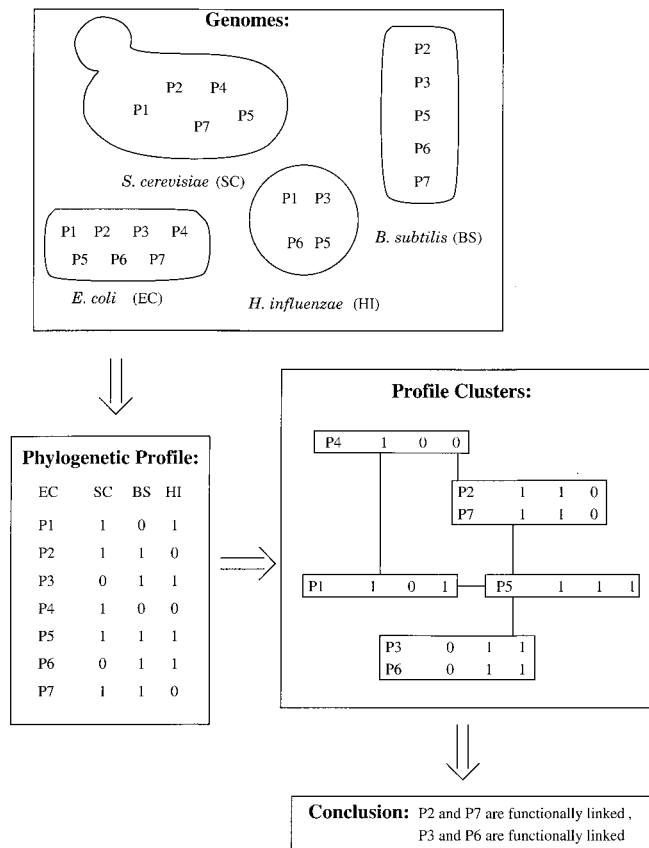 Genomes:
P2 P4
P1
P7 P5
S. cerevisiae (SC)
P2
P3
P5
P6
P7
B. subtilis (BS)
P1 P3
P6 P5
H. influenzae (HI)
P1 P2 P3 P4
P5 P6 P7
E. coli (EC)
Phylogenetic Profile:
EC SC BS HI
P1 1 0 1
P2 1 1 0
P3 0 1 1
P4 1 0 0
P5 1 1 1
P6 0 1 1
P7 1 1 0
Profile Clusters:
P4 1 0 0
P2 1 1 0
P7 1 1 0
P1 1 0 1
P5 1 1 1
P3 0 1 1
P6 0 1 1
Conclusion: P2 and P7 are functionally linked ,
P3 and P6 are functionally linked